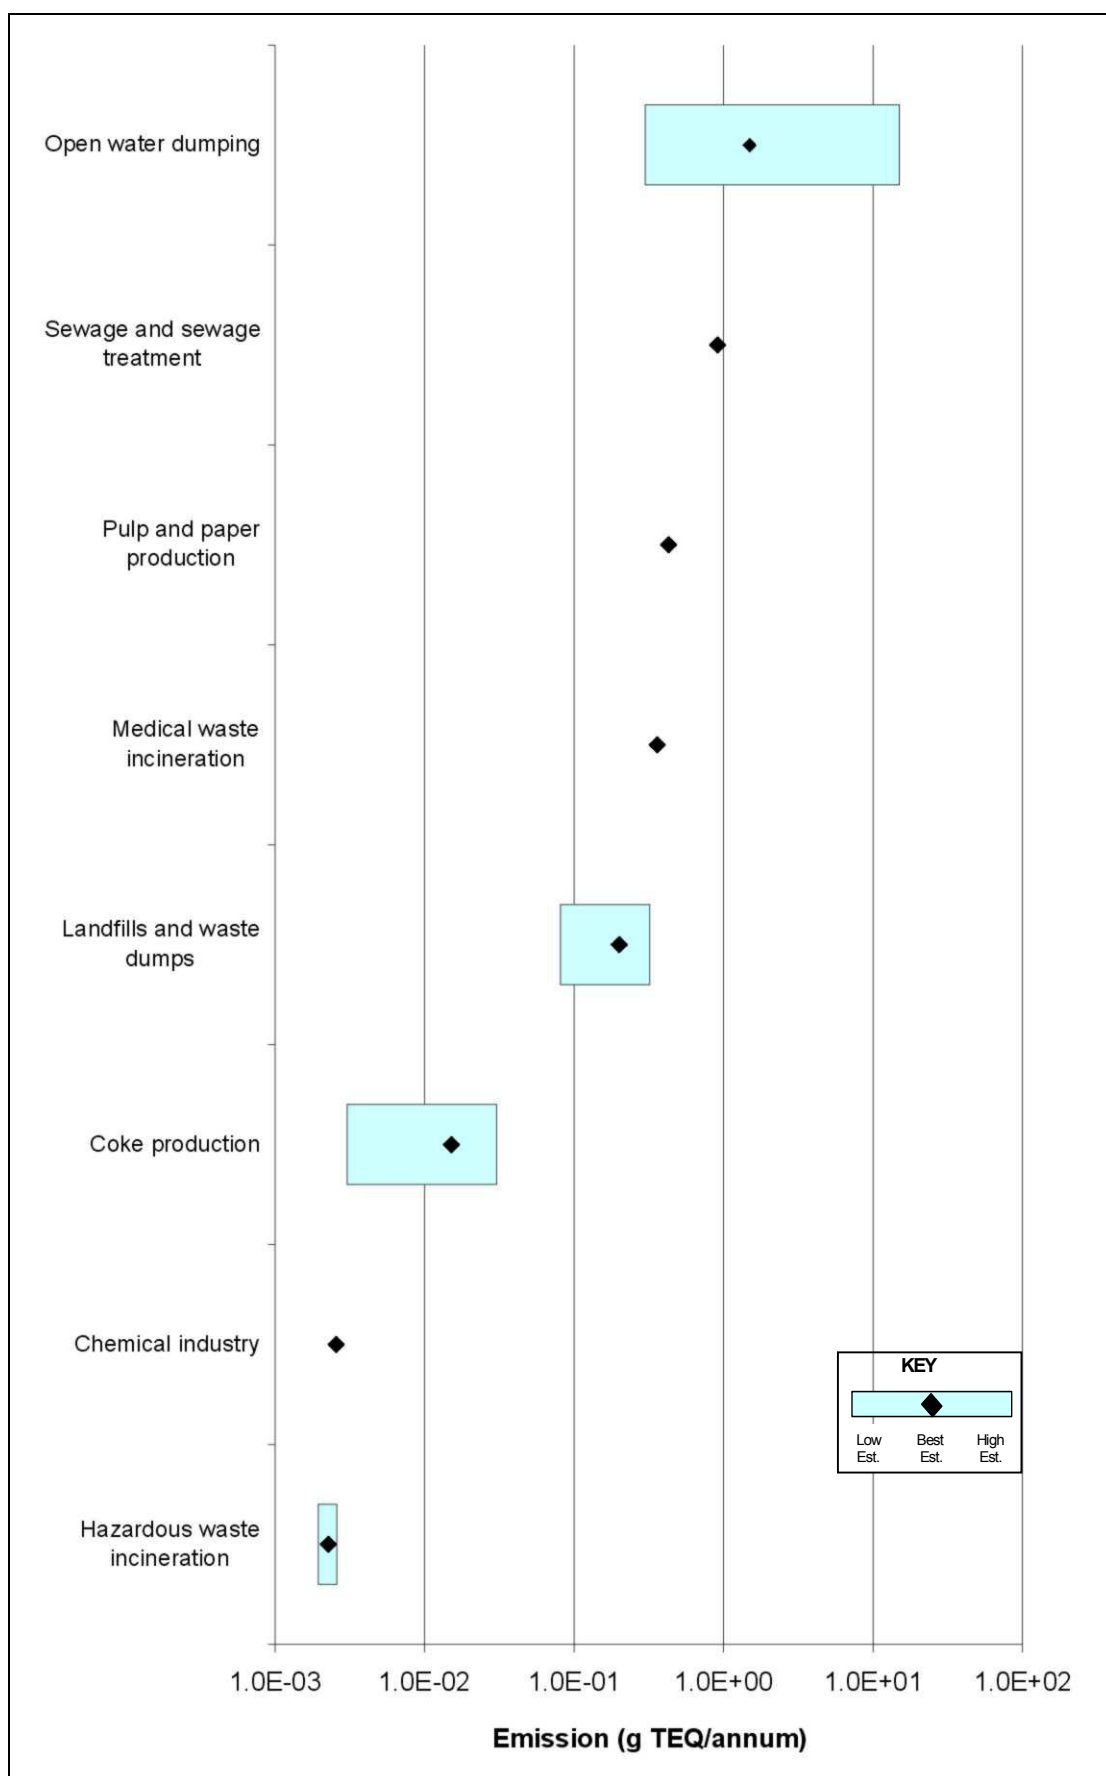 Open water dumping
Sewage and sewage
treatment
Pulp and paper
production
Medical waste
incineration
Landfills and waste
dumps
Coke production
Chemical industry
KEY
Low Best High
Est. Est. Est.
Hazardous waste
incineration
1.0E-03 1.0E-02 1.0E-01 1.0E+00 1.0E+01 1.0E+02
Emission (g TEQ/annum)